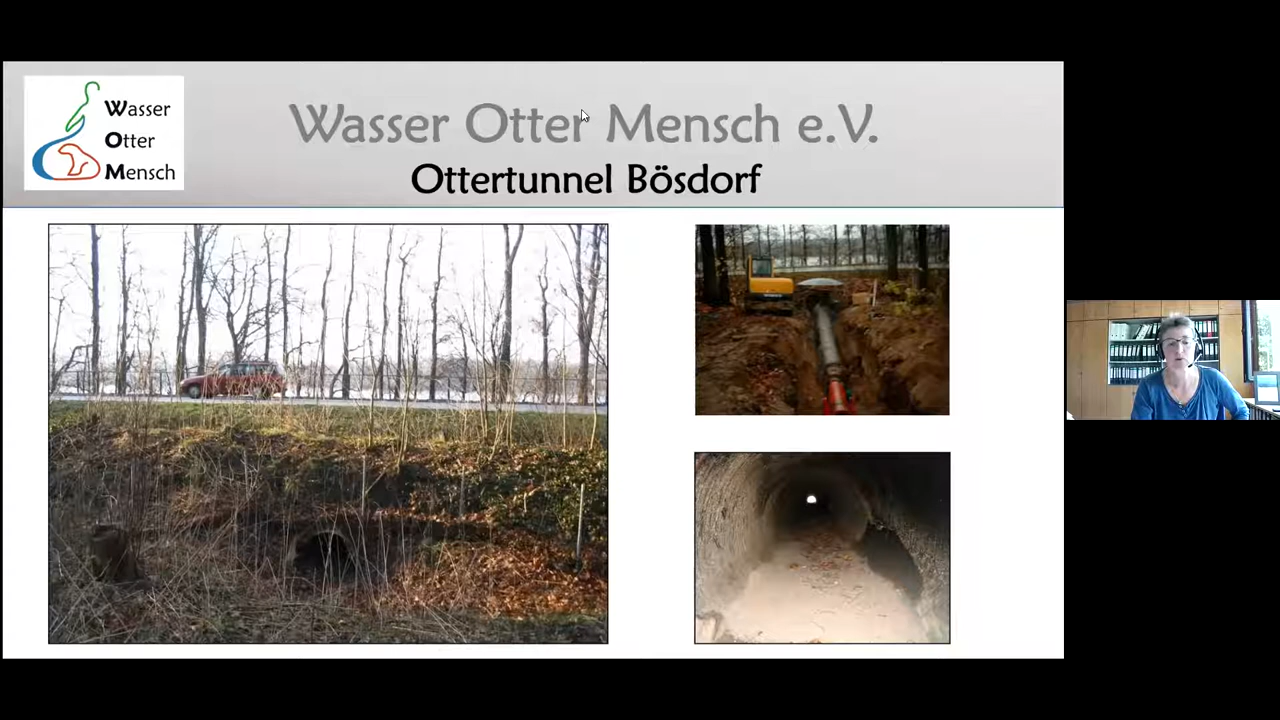 Wasser
Otter
Mensch
Wasser Otter Mensch e.V.
Ottertunnel Bösdorf